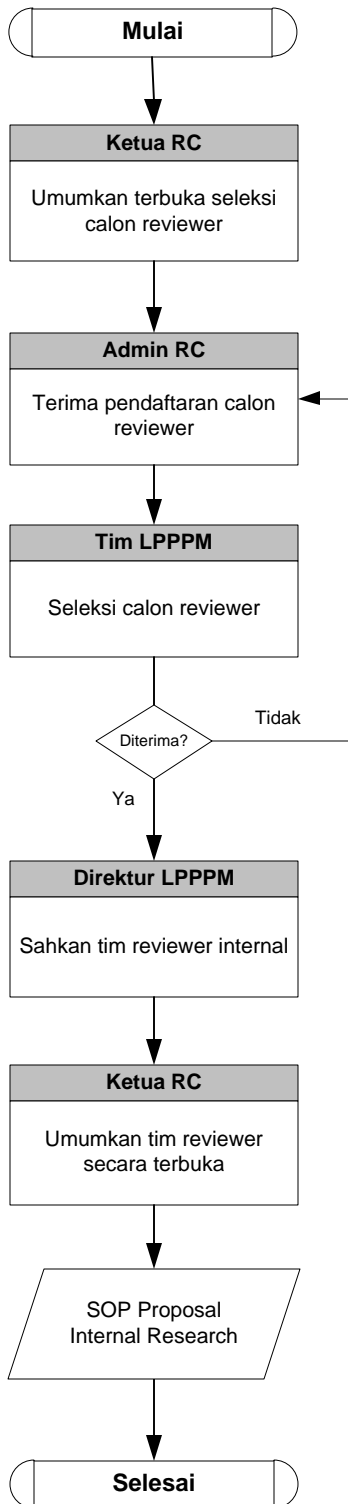 Mulai
Ketua RC
Umumkan terbuka seleksi
calon reviewer
Admin RC
Terima pendaftaran calon
reviewer
Tim LPPPM
Seleksi calon reviewer
Diterima?
Tidak
Ya
Direktur LPPPM
Sahkan tim reviewer internal
Ketua RC
Umumkan tim reviewer
secara terbuka
SOP Proposal
Internal Research
Selesai